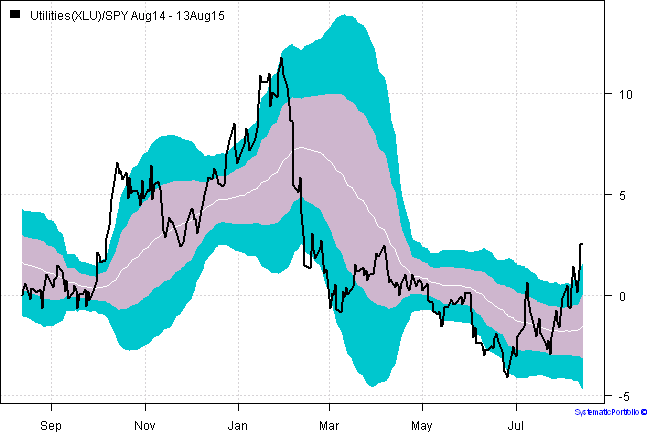 Utilities(XLU)/SPY Aug14 - 13Aug15
10
5
0
-5
Sep Nov Jan Mar May Jul
SystematicPortfolio ©